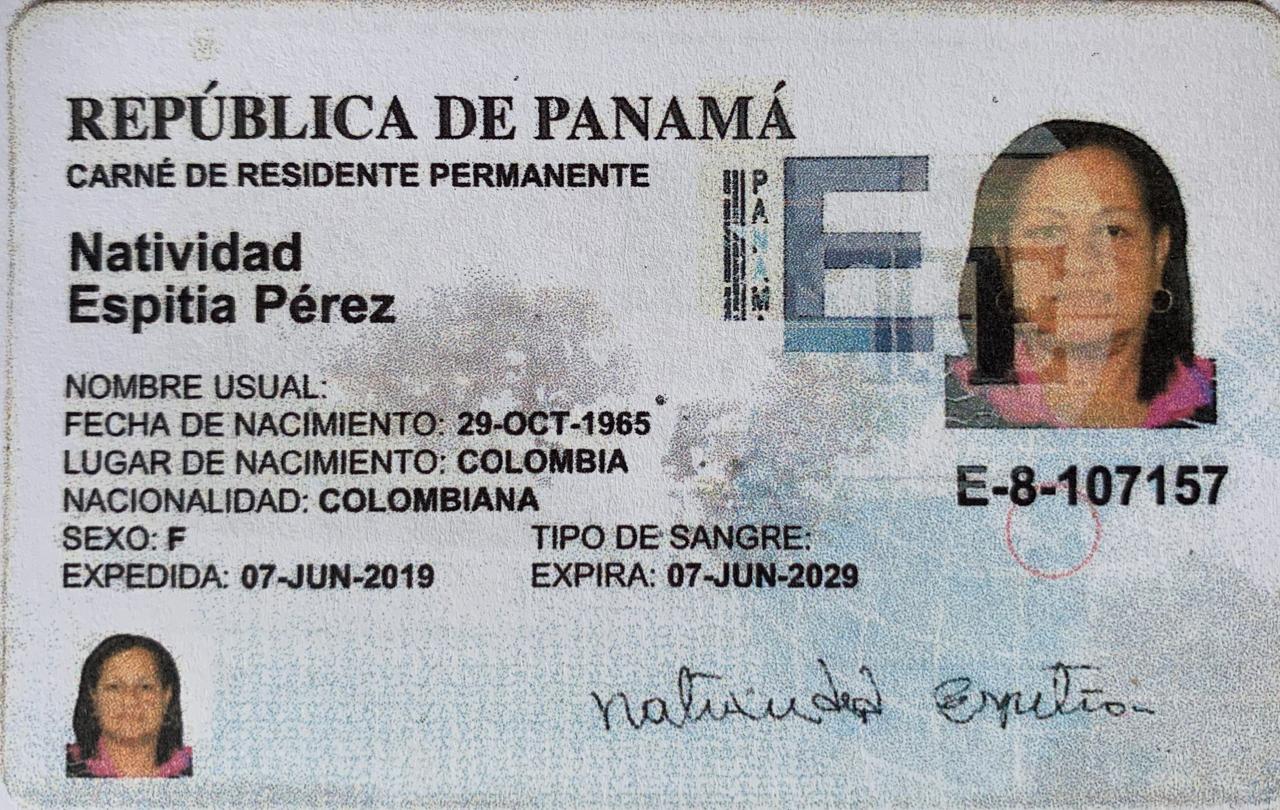 REPÚBLICA DE PANAMÁ
CARNÉ DE RESIDENTE PERMANENTE
PANAMÁ
E
Natividad
Espitia Pérez
NOMBRE USUAL:
FECHA DE NACIMIENTO: 29-OCT-1965
LUGAR DE NACIMIENTO: COLOMBIA
NACIONALIDAD: COLOMBIANA
SEXO: F
TIPO DE SANGRE:
EXPEDIDA: 07-JUN-2019
EXPIRA: 07-JUN-2029
E-8-107157
Natividad Espitia